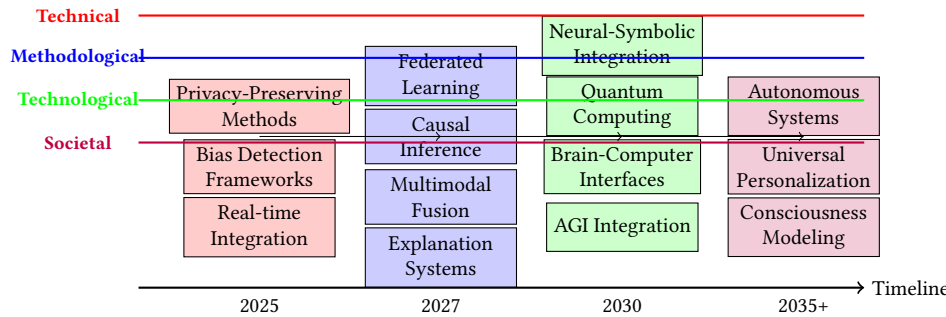 Technical
Methodological
Technological
Societal
Privacy-Preserving
Methods
Bias Detection
Frameworks
Real-time
Integration
Federated
Learning
Causal
Inference
Multimodal
Fusion
Explanation
Systems
Neural-Symbolic
Integration
Quantum
Computing
Brain-Computer
Interfaces
AGI Integration
Autonomous
Systems
Universal
Personalization
Consciousness
Modeling
2025
2027
2030
2035+
Timeline